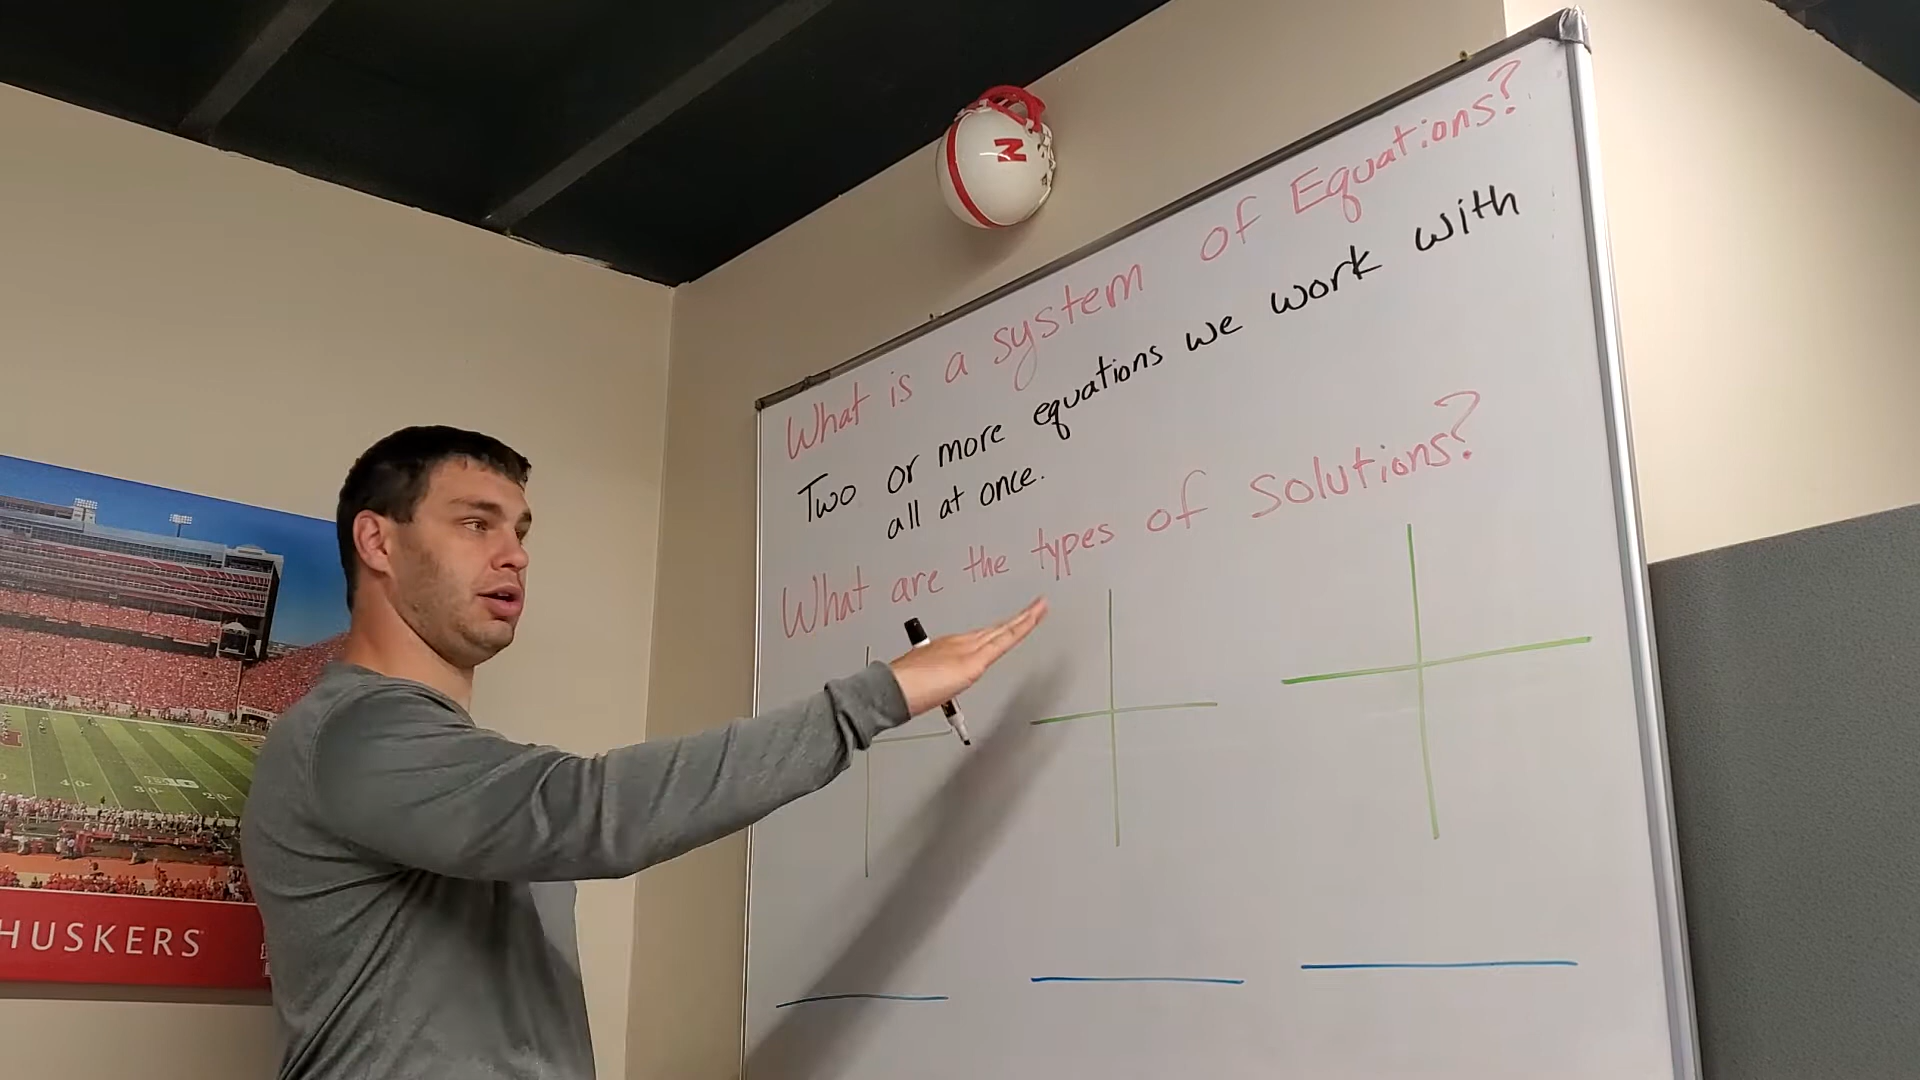 N
What is a system of Equations?
Two or more equations we work with
all at once.
What are the types of Solutions?
HUSKERS